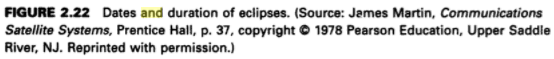 FIGURE 2.22 Dates and duration of eclipses. (Source: James Martin, Communications
Satellite Systems, Prentice Hall, p. 37, copyright © 1978 Pearson Education, Upper Saddle
River, NJ. Reprinted with permission.)